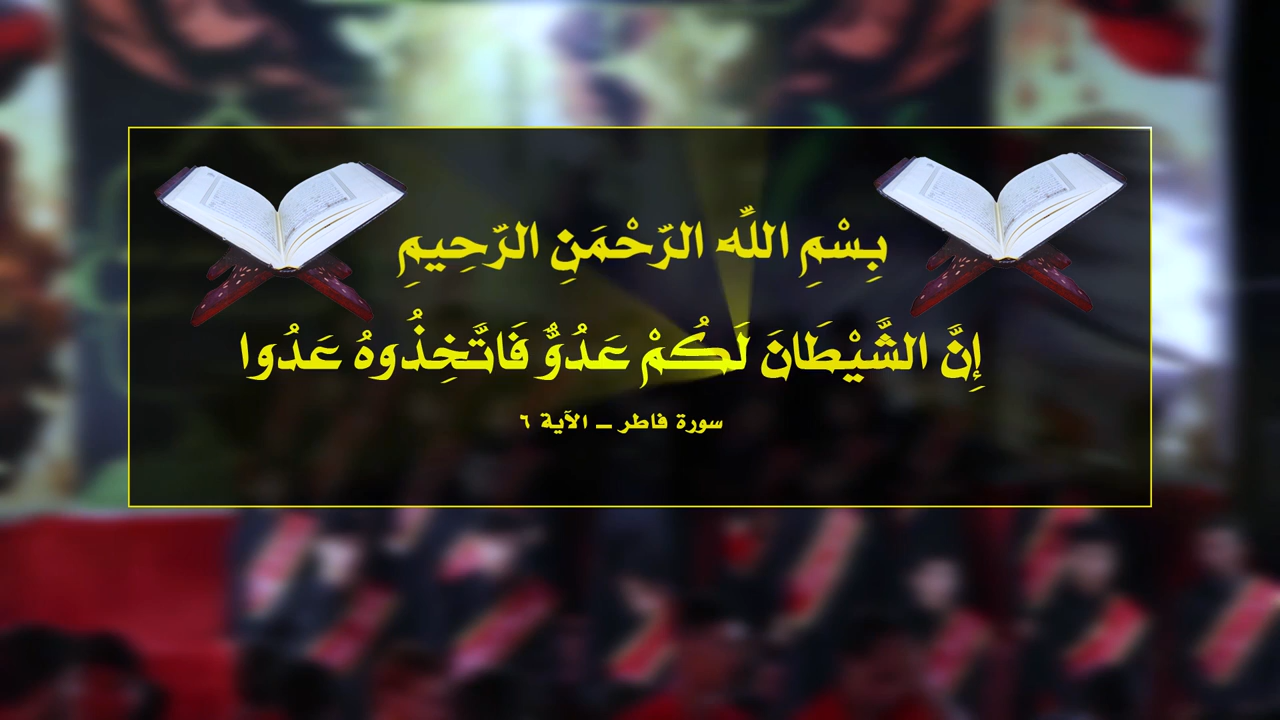 بِسْمِ اللَّه الرَّحْمَنِ الرَّحِيمِ
إِنَّ الشَّيْطَانَ لَكُمْ عَدُوٌّ فَاتَّخِذُوهُ عَدُوا
سورة فاطر – الآية ٦